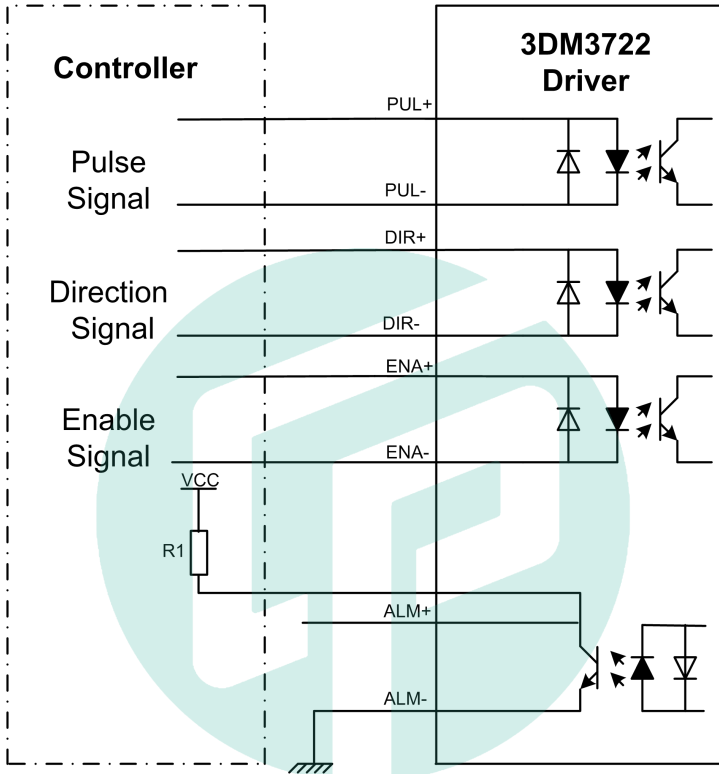 3DM3722
Driver
Controller
PUL+
Pulse
Signal
PUL-
DIR+
Direction
Signal
DIR-
ENA+
Enable
Signal
ENA-
VCC
R1
ALM+
ALM-